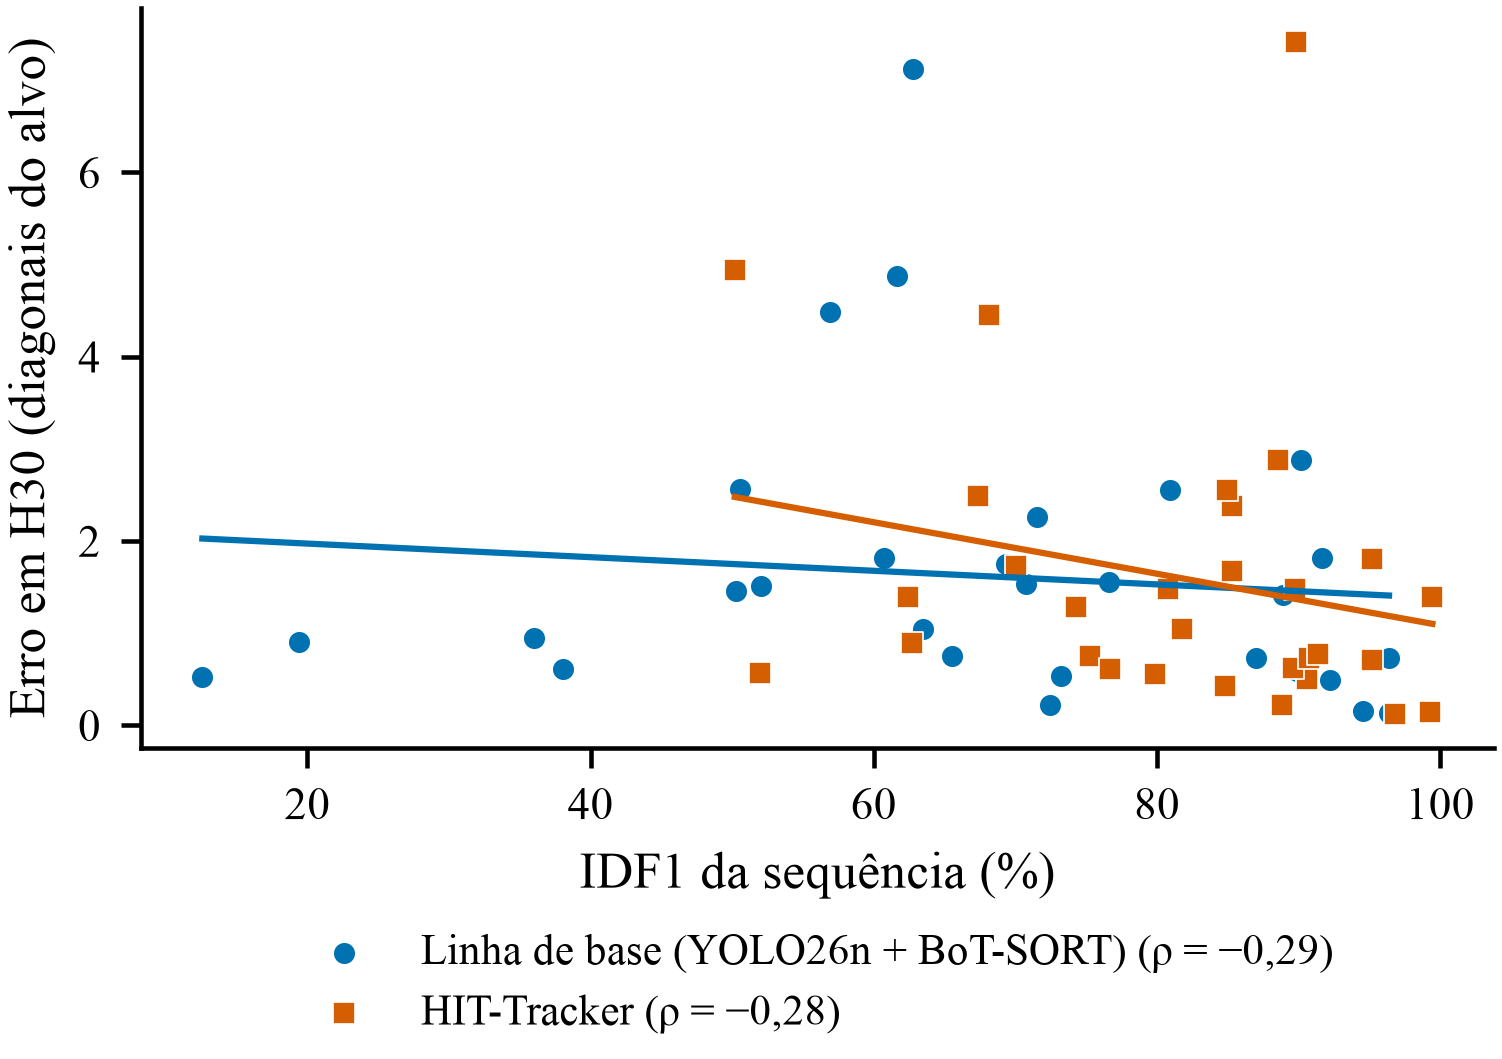 Erro em H30 (diagonais do alvo)
6
4
2
0
20 40 60 80 100
IDF1 da sequência (%)
Linha de base (YOLO26n + BoT-SORT) (ρ = −0,29)
HIT-Tracker (ρ = −0,28)